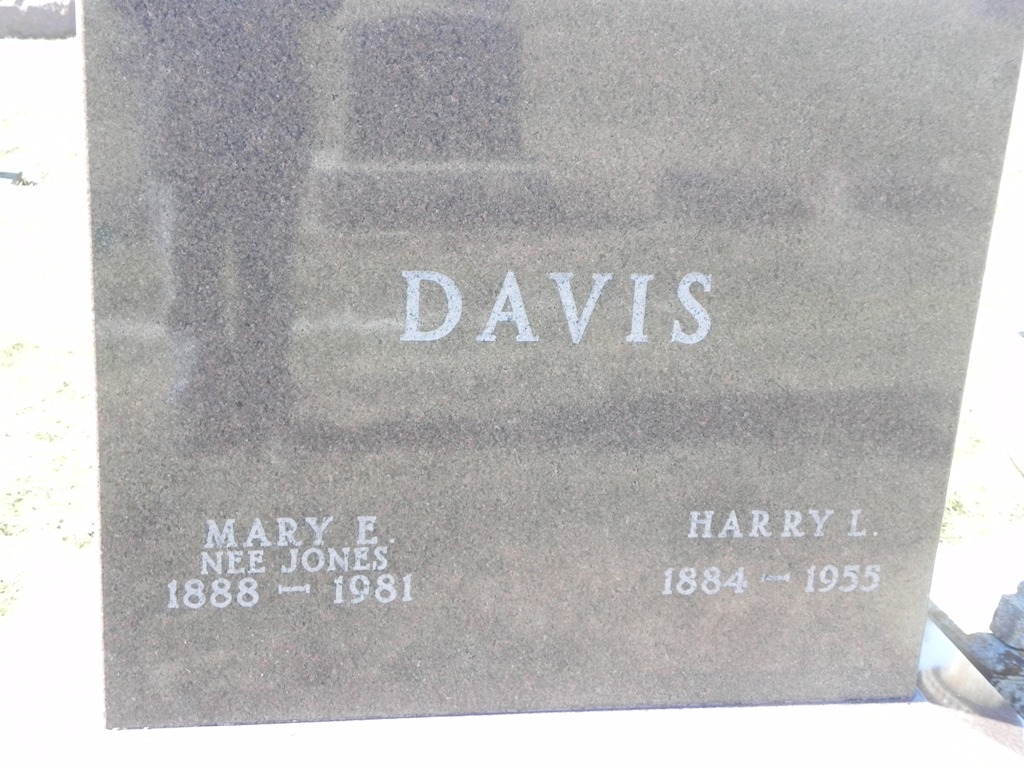 DAVIS
MARY E.
NEE JONES
1888 — 1981
HARRY L.
1884 — 1955